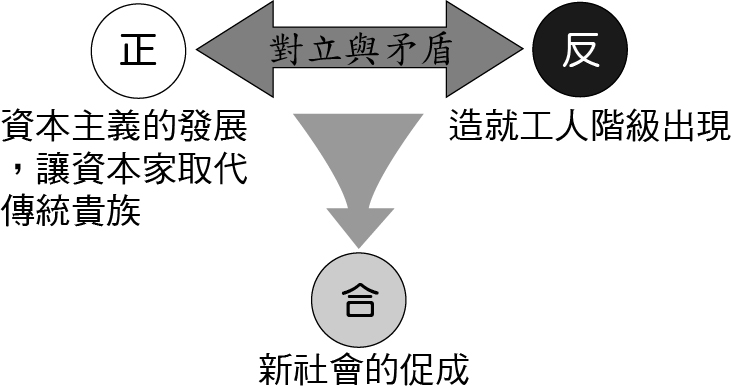 正
對立與矛盾
反
資本主義的發展
，讓資本家取代
傳統貴族
造就工人階級出現
合
新社會的促成